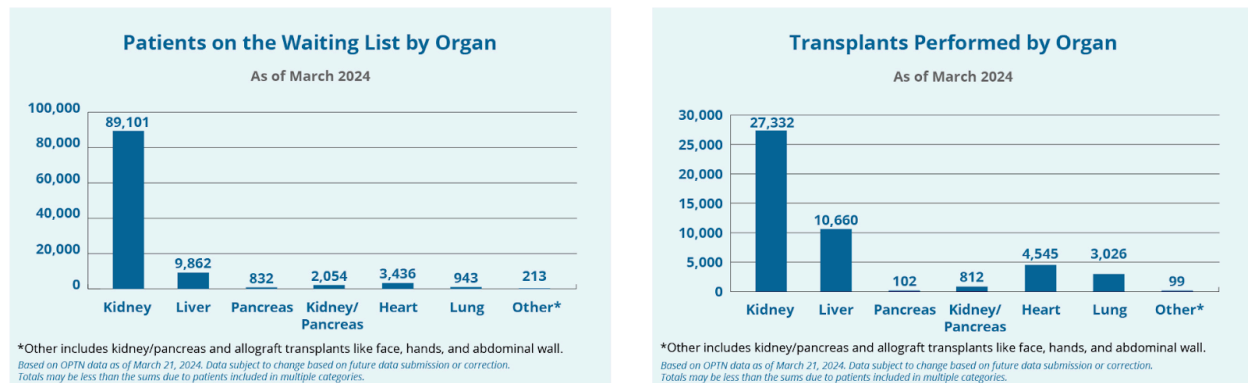 Patients on the Waiting List by Organ
As of March 2024
100,000
80,000
60,000
40,000
20,000
0
89,101
9,862
832
2,054
3,436
943
213
Kidney
Liver
Pancreas
Kidney/
Pancreas
Heart
Lung
Other*
*Other includes kidney/pancreas and allograft transplants like face, hands, and abdominal wall.
Based on OPTN data as of March 21, 2024. Data subject to change based on future data submission or correction.
Totals may be less than the sums due to patients included in multiple categories.
Transplants Performed by Organ
As of March 2024
30,000
25,000
20,000
15,000
10,000
5,000
0
27,332
10,660
102
812
4,545
3,026
99
Kidney
Liver
Pancreas
Kidney/
Pancreas
Heart
Lung
Other*
*Other includes kidney/pancreas and allograft transplants like face, hands, and abdominal wall.
Based on OPTN data as of March 21, 2024. Data subject to change based on future data submission or correction.
Totals may be less than the sums due to patients included in multiple categories.